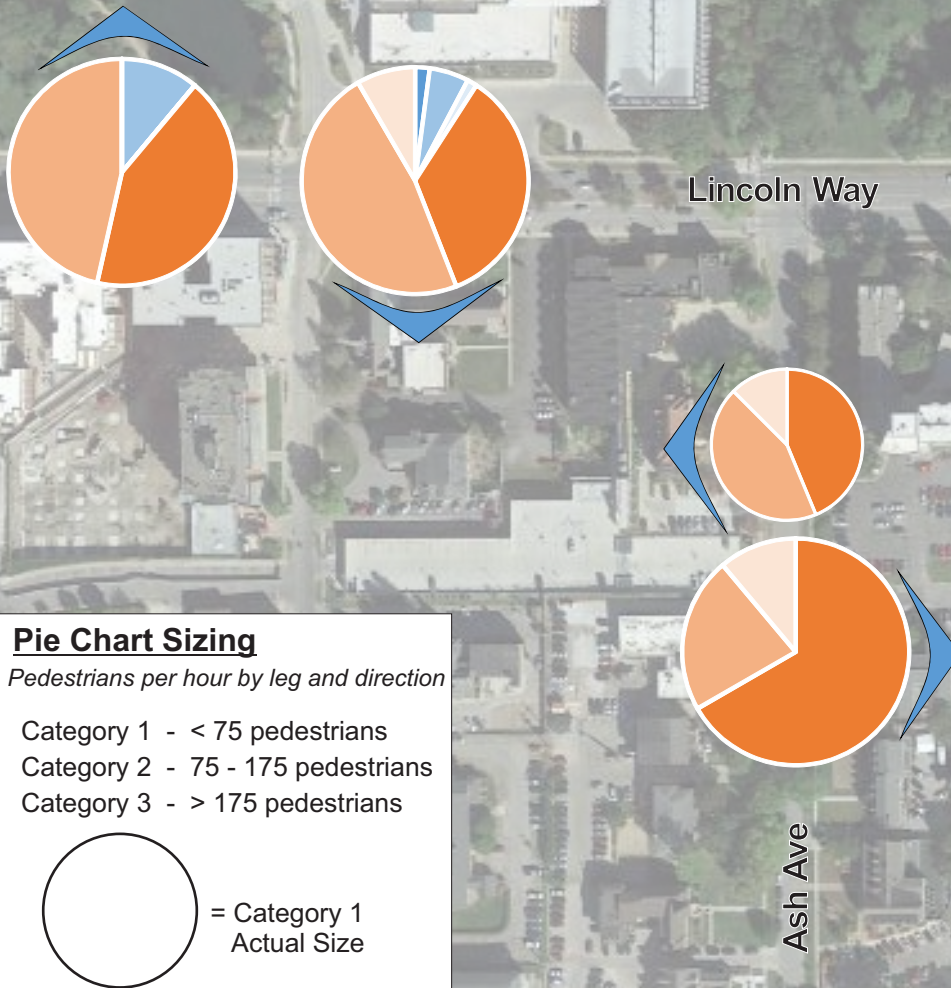 Lincoln Way
Pie Chart Sizing
Pedestrians per hour by leg and direction
Category 1 - < 75 pedestrians
Category 2 - 75 - 175 pedestrians
Category 3 - > 175 pedestrians
= Category 1
Actual Size
Ash Ave